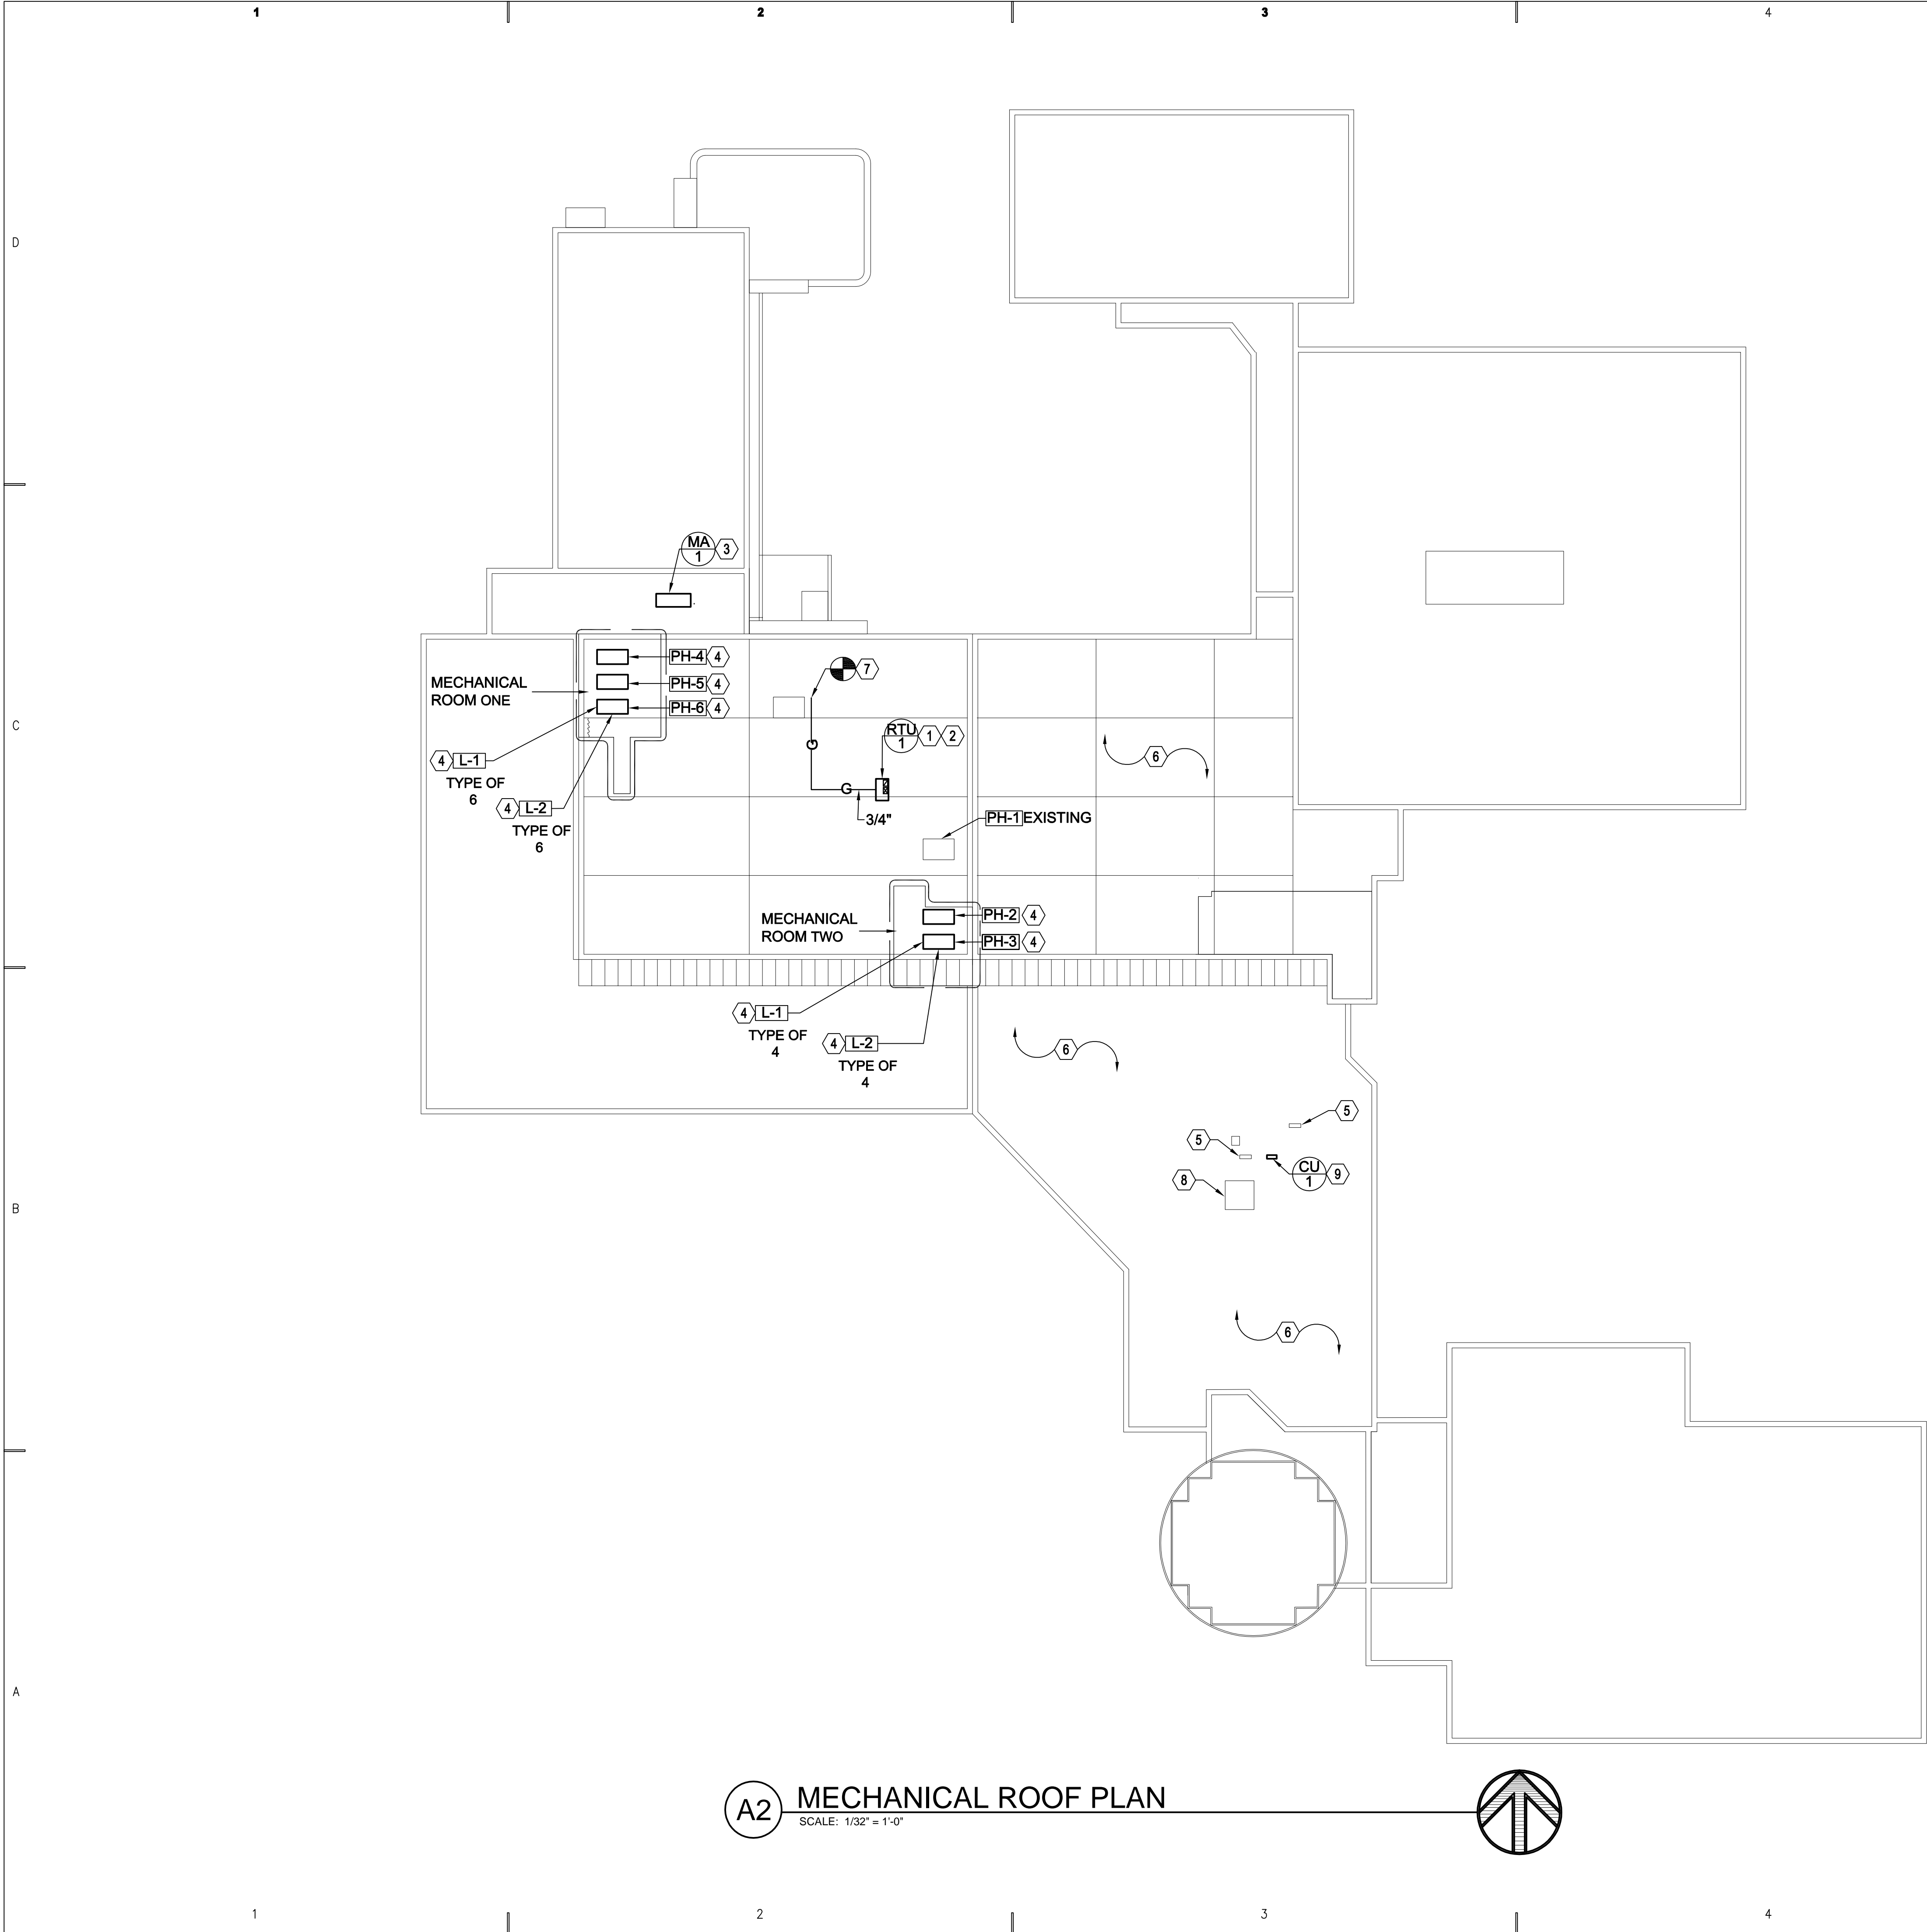 1 2 3 4
D
MA
1
3
PH-4 4
7
PH-5 4
MECHANICAL
ROOM ONE
PH-6 4
C
RTU
1
1 2
G
6
4 L-1
TYPE OF
6
G
4 L-2
3/4"
PH-1 EXISTING
TYPE OF
6
MECHANICAL
ROOM TWO
PH-2 4
PH-3 4
4 L-1
TYPE OF
4
4 L-2
6
TYPE OF
4
5
5
CU
1
9
8
B
6
A
A2
MECHANICAL ROOF PLAN
SCALE: 1/32" = 1'-0"
1 2 3 4